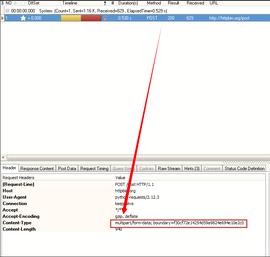 NO OffSet Timeline Duration(s) Method Result Received URL
00:00:00.000 System (Count=1, Sent=1.16 K, Received=829, ElapsedTime=0.529 s)
1 + 0.000 0.530 s POST 200 829 http://httpbin.org/post
Header Response Content Post Data Request Timing Query String Cookies Raw Stream Hints (3) Comment Status Code Definition
Request Headers Value
(Request-Line) POST /post HTTP/1.1
Host httpbin.org
User-Agent python-requests/2.12.3
Connection keep-alive
Accept */*
Accept-Encoding gzip, deflate
Content-Type multipart/form-data; boundary=
Content-Length